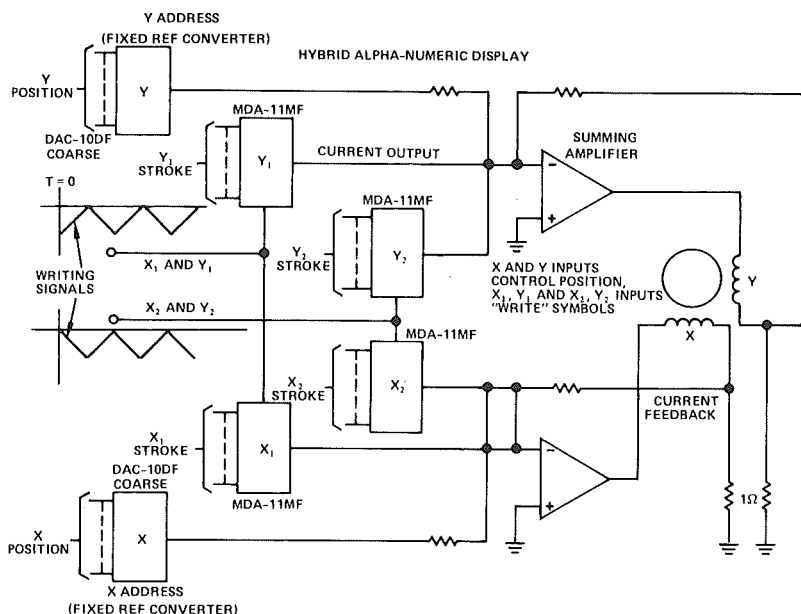 Y ADDRESS
(FIXED REF CONVERTER)
HYBRID ALPHA-NUMERIC DISPLAY
Y
POSITION
Y
DAC-10DF
COARSE
MDA-11MF
Y₁
STROKE
Y₁
CURRENT OUTPUT
SUMMING
AMPLIFIER
T = 0
WRITING
SIGNALS
X₁ AND Y₁
X₂ AND Y₂
MDA-11MF
Y₂
STROKE
Y₂
−
+
X AND Y INPUTS
CONTROL POSITION,
X₁, Y₁ AND X₂, Y₂ INPUTS
"WRITE" SYMBOLS
Y
X
MDA-11MF
X₂
STROKE
X₂
CURRENT
FEEDBACK
X₁
STROKE
X₁
MDA-11MF
−
+
1Ω
DAC-10DF
COARSE
X
POSITION
X
X ADDRESS
(FIXED REF CONVERTER)